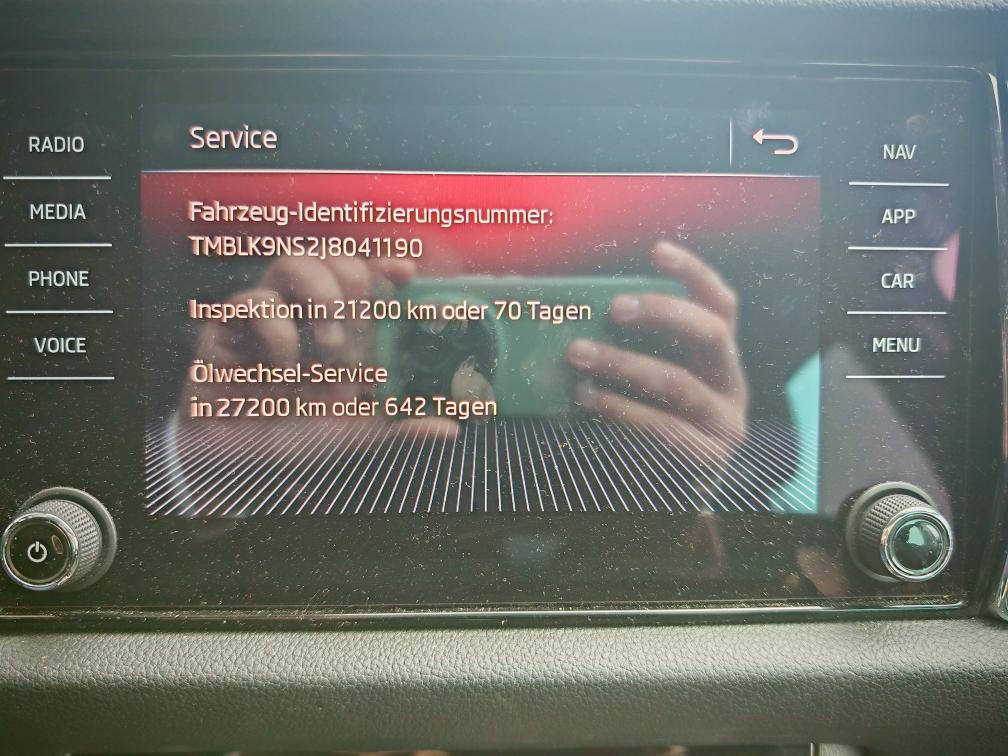 Service
RADIO
MEDIA
PHONE
VOICE
Fahrzeug-Identifizierungsnummer:
TMBLK9NS2J8041190
Inspektion in 21200 km oder 70 Tagen
Ölwechsel-Service
in 27200 km oder 642 Tagen
NAV
APP
CAR
MENU